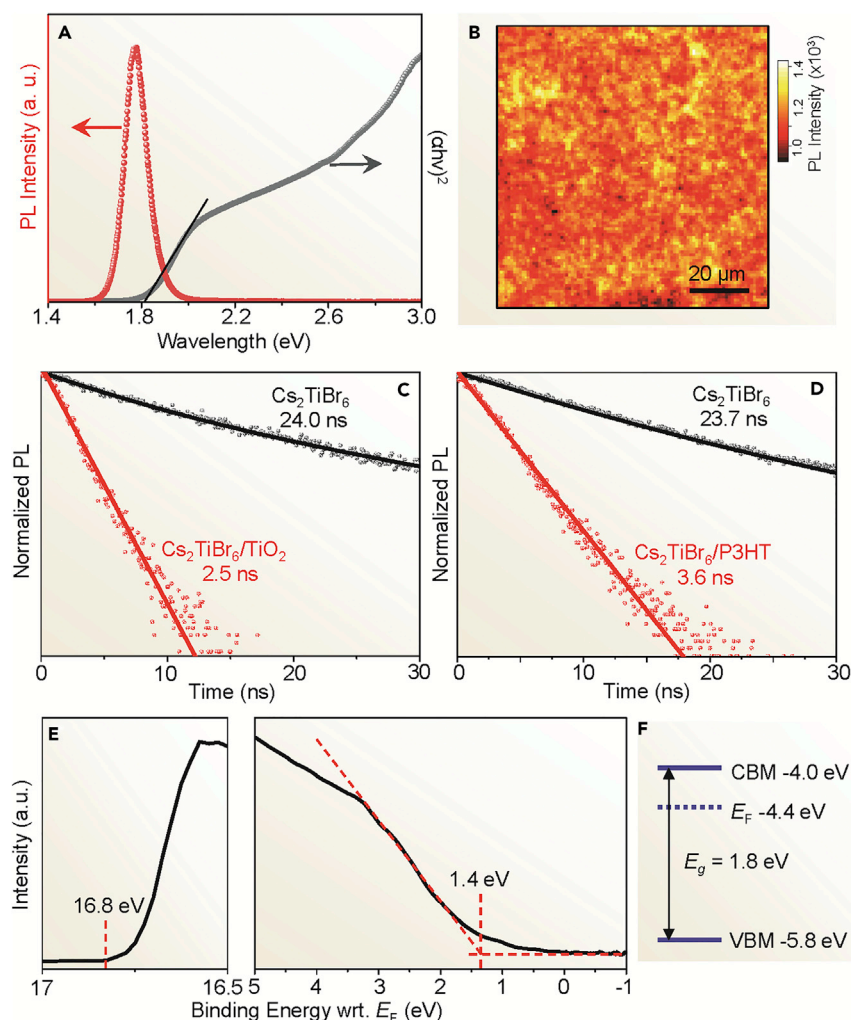 A
PL Intensity (a. u.)
(αhν)²
1.4 1.8 2.2 2.6 3.0
Wavelength (eV)
B
20 μm
1.4
1.2
1.0
PL Intensity (x10³)
C
Cs₂TiBr₆
24.0 ns
Cs₂TiBr₆/TiO₂
2.5 ns
Normalized PL
0 10 20 30
Time (ns)
D
Cs₂TiBr₆
23.7 ns
Cs₂TiBr₆/P3HT
3.6 ns
Normalized PL
0 10 20 30
Time (ns)
E
Intensity (a.u.)
16.8 eV
1.4 eV
17 16.5 5 4 3 2 1 0 -1
Binding Energy wrt. E_F (eV)
F
CBM -4.0 eV
E_F -4.4 eV
E_g = 1.8 eV
VBM -5.8 eV